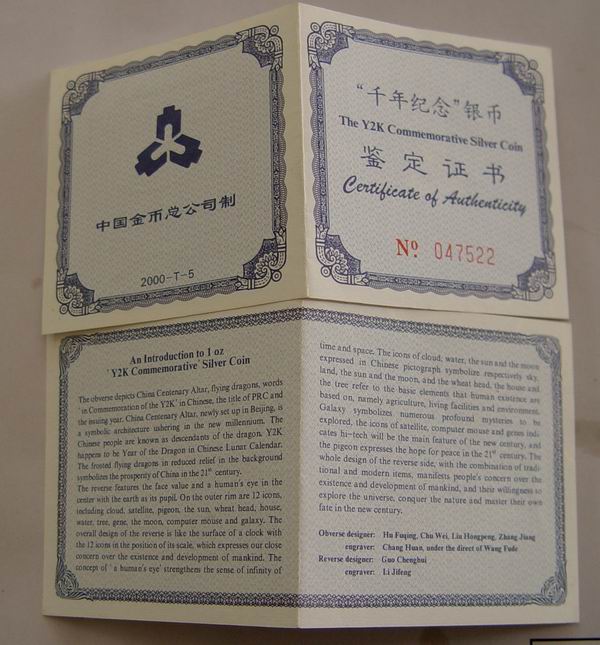 中国金币总公司制
2000-T-5
“千年纪念”银币
The Y2K Commemorative Silver Coin
鉴定证书
Certificate of Authenticity
Nº 047522
An Introduction to 1 oz
'Y2K Commemorative' Silver Coin
The obverse depicts China Centenary Altar, flying dragons, words
' in Commemoration of the Y2K' in Chinese, the title of PRC and
the issuing year. China Centenary Altar, newly set up in Beijing, is
a symbolic architecture ushering in the new millennium. The
Chinese people are known as descendants of the dragon. Y2K
happens to be Year of the Dragon in Chinese Lunar Calendar.
The frosted flying dragons in reduced relief in the background
symbolizes the prosperity of China in the 21st century.
The reverse features the face value and a human's eye in the
center with the earth as its pupil. On the outer rim are 12 icons,
including cloud, satellite, pigeon, the sun, wheat head, house,
water, tree, gene, the moon, computer mouse and galaxy. The
overall design of the reverse is like the surface of a clock with
the 12 icons in the position of its scale, which expresses our close
concern over the existence and development of mankind. The
concept of ' a human's eye' strengthens the sense of infinity of
time and space. The icons of cloud, water, the sun and the moon
expressed in Chinese pictograph symbolize respectively sky,
land, the sun and the moon, and the wheat head, the house and
the tree refer to the basic elements that human existence are
based on, namely agriculture, living facilities and environment.
Galaxy symbolizes numerous profound mysteries to be
explored, the icons of satellite, computer mouse and genes indi-
cates hi-tech will be the main feature of the new century, and
the pigeon expresses the hope for peace in the 21st century. The
whole design of the reverse side, with the combination of tradi-
tional and modern items, manifests people's concern over the
existence and development of mankind, and their willingness to
explore the universe, conquer the nature and master their own
fate in the new century.
Obverse designer: Hu Fuqing, Chu Wei, Liu Hongpeng, Zhang Jiang
engraver: Chang Huan, under the direct of Wang Fude
Reverse designer: Guo Chenghui
engraver: Li Jifeng